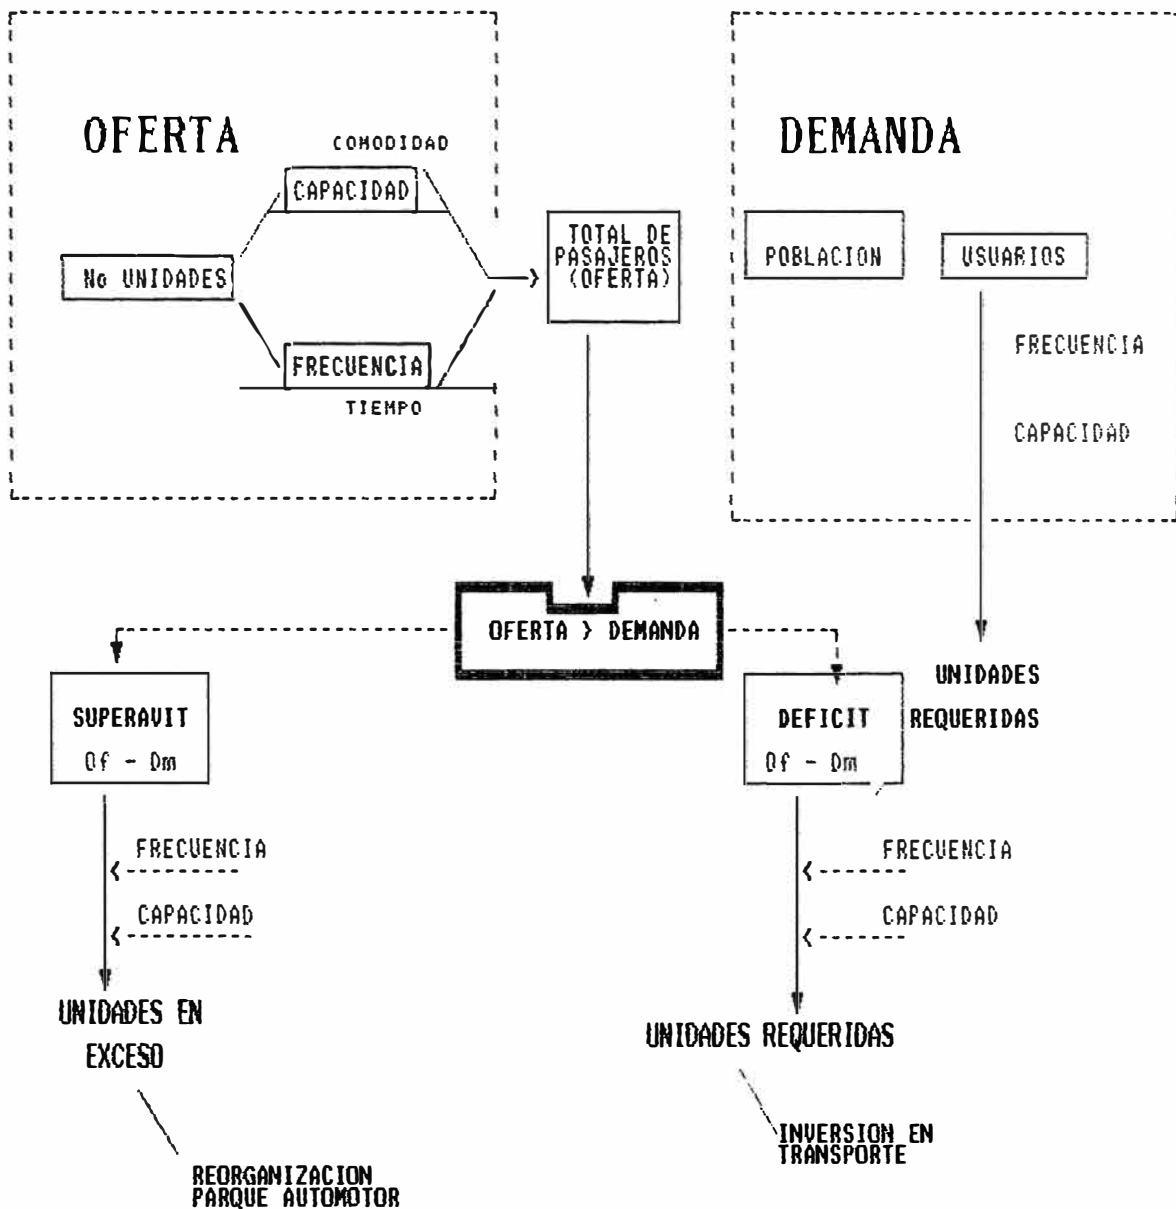 OFERTA
COMODIDAD
CAPACIDAD
No UNIDADES
FRECUENCIA
TIEMPO
TOTAL DE
PASAJEROS
(OFERTA)
DEMANDA
POBLACION
USUARIOS
FRECUENCIA
CAPACIDAD
OFERTA > DEMANDA
SUPERAVIT
Of - Dm
DEFICIT
Of - Dm
UNIDADES
REQUERIDAS
FRECUENCIA
CAPACIDAD
UNIDADES EN
EXCESO
REORGANIZACION
PARQUE AUTOMOTOR
FRECUENCIA
CAPACIDAD
UNIDADES REQUERIDAS
INVERSION EN
TRANSPORTE